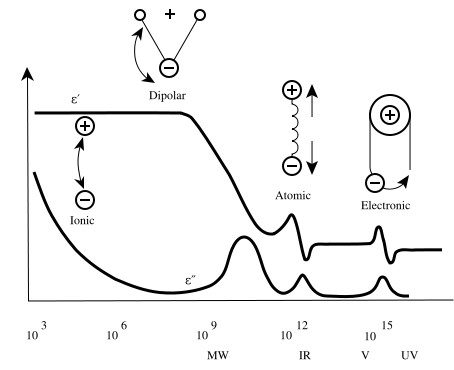 +
Dipolar
ε′
+
+
+
−
−
−
−
Ionic
Atomic
Electronic
ε″
10 3 10 6 10 9 10 12 10 15
MW IR V UV